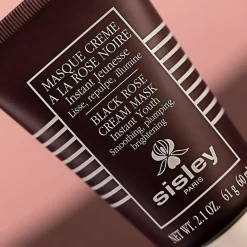 MASQUE CRÈME
À LA ROSE NOIRE
Instant Jeunesse
Lisse, repulpe, illumine
BLACK ROSE
CREAM MASK
Instant Youth
Smoothing, plumping,
brightening
sisley
PARIS
NET WT. 2.1 OZ. 61 g 60